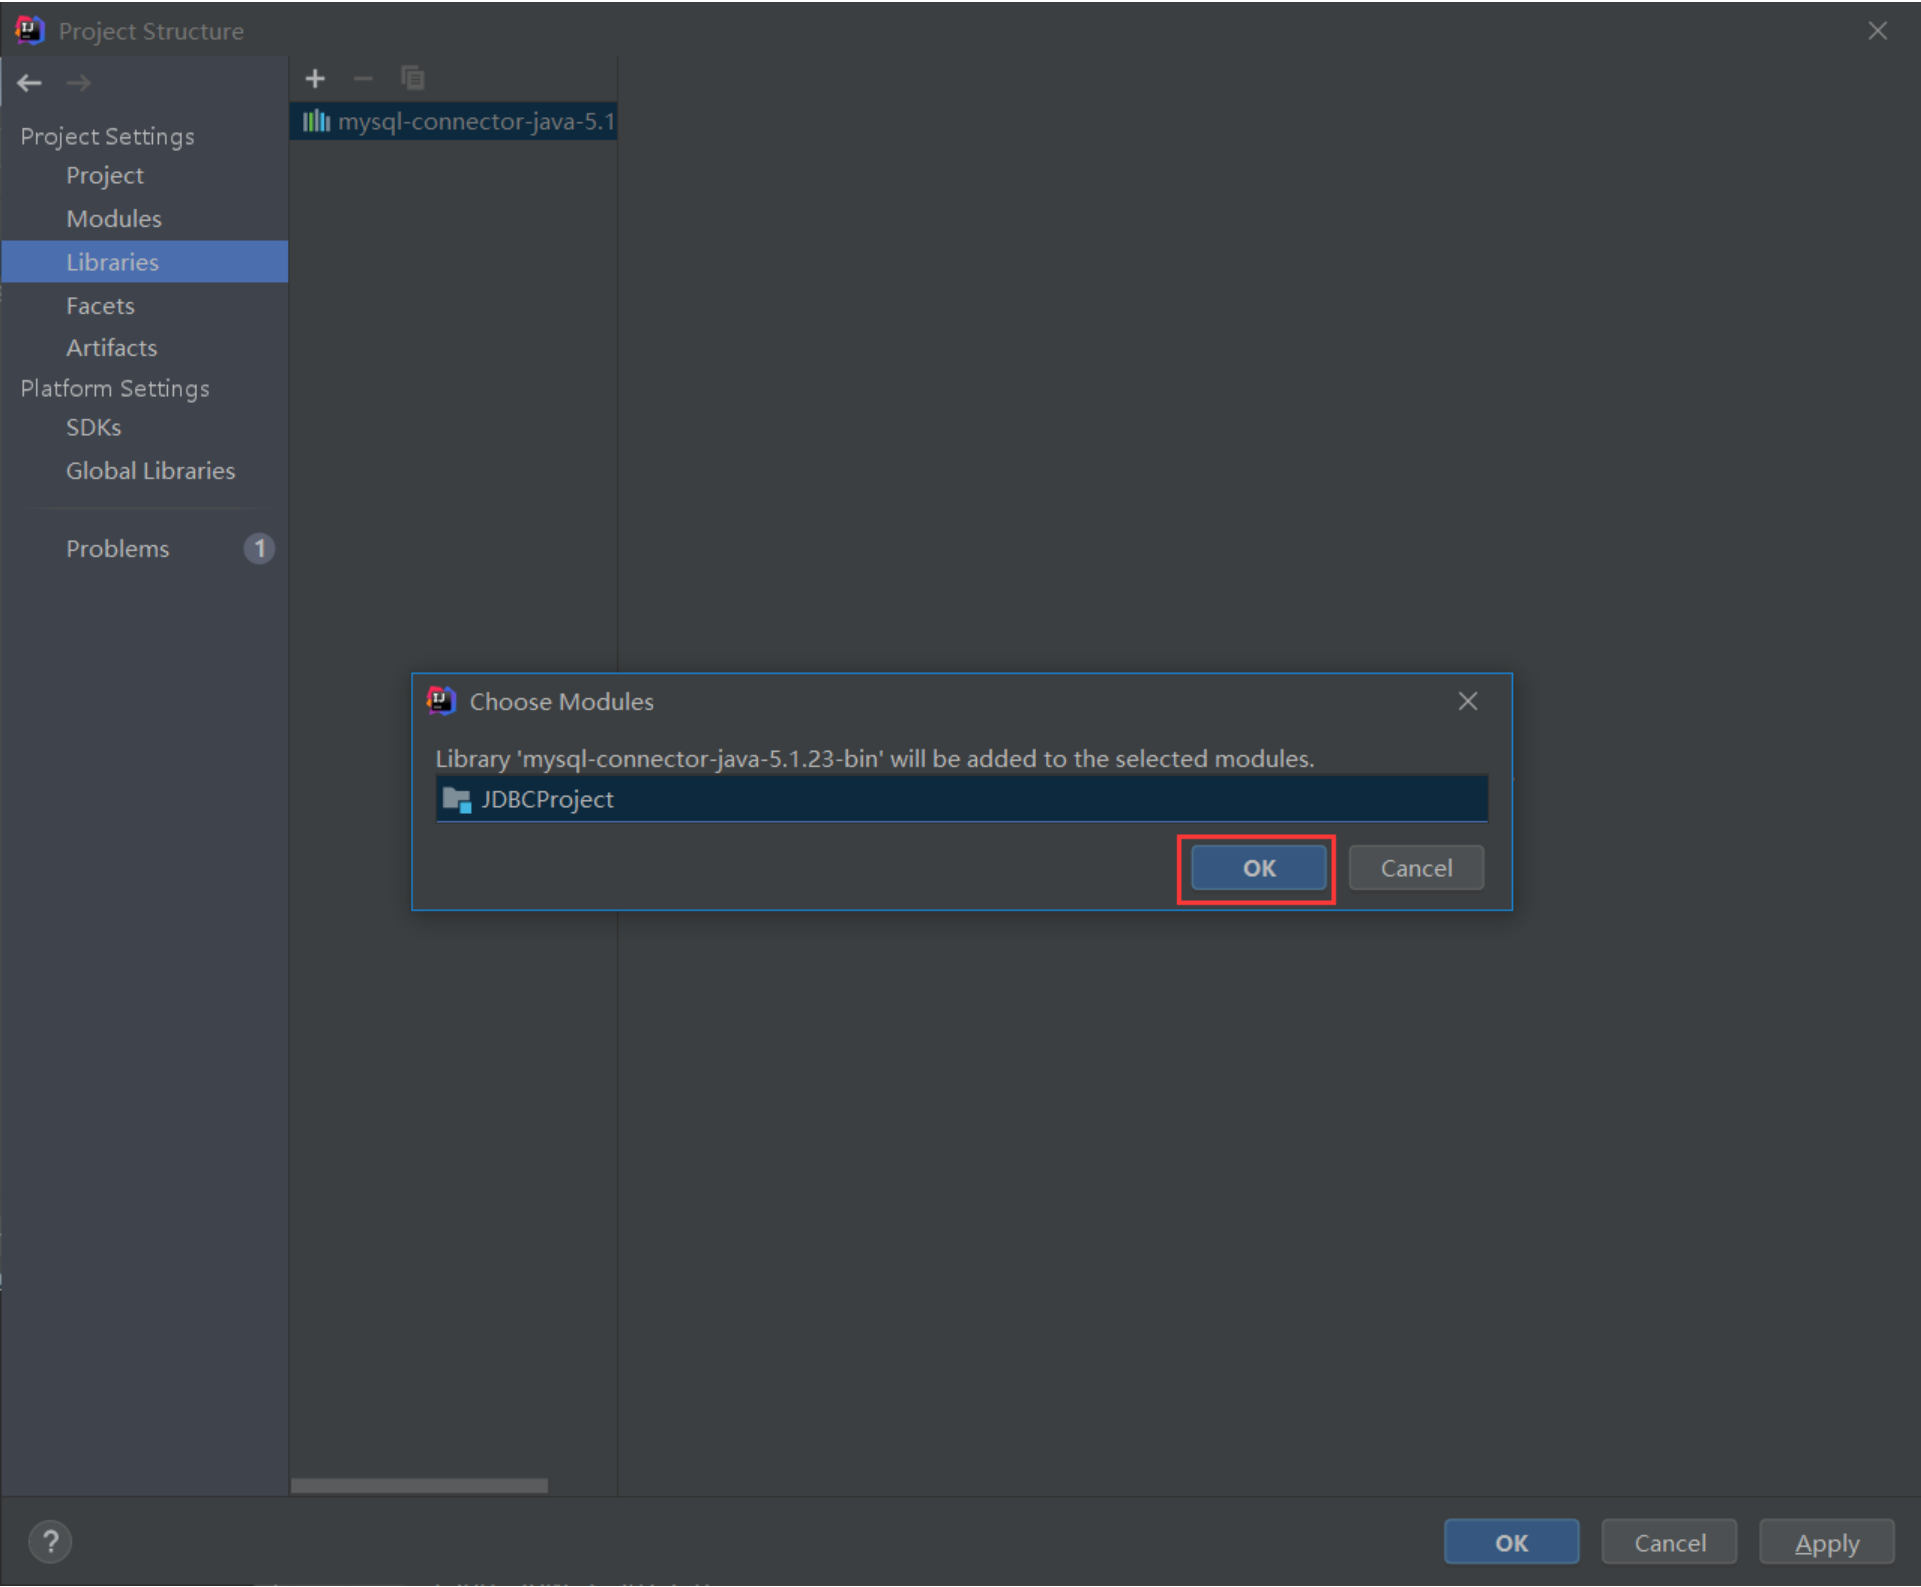 Project Structure
Project Settings
Project
Modules
Libraries
Facets
Artifacts
Platform Settings
SDKs
Global Libraries
Problems
1
mysql-connector-java-5.1
Choose Modules
Library 'mysql-connector-java-5.1.23-bin' will be added to the selected modules.
JDBCProject
OK Cancel
?
OK Cancel Apply